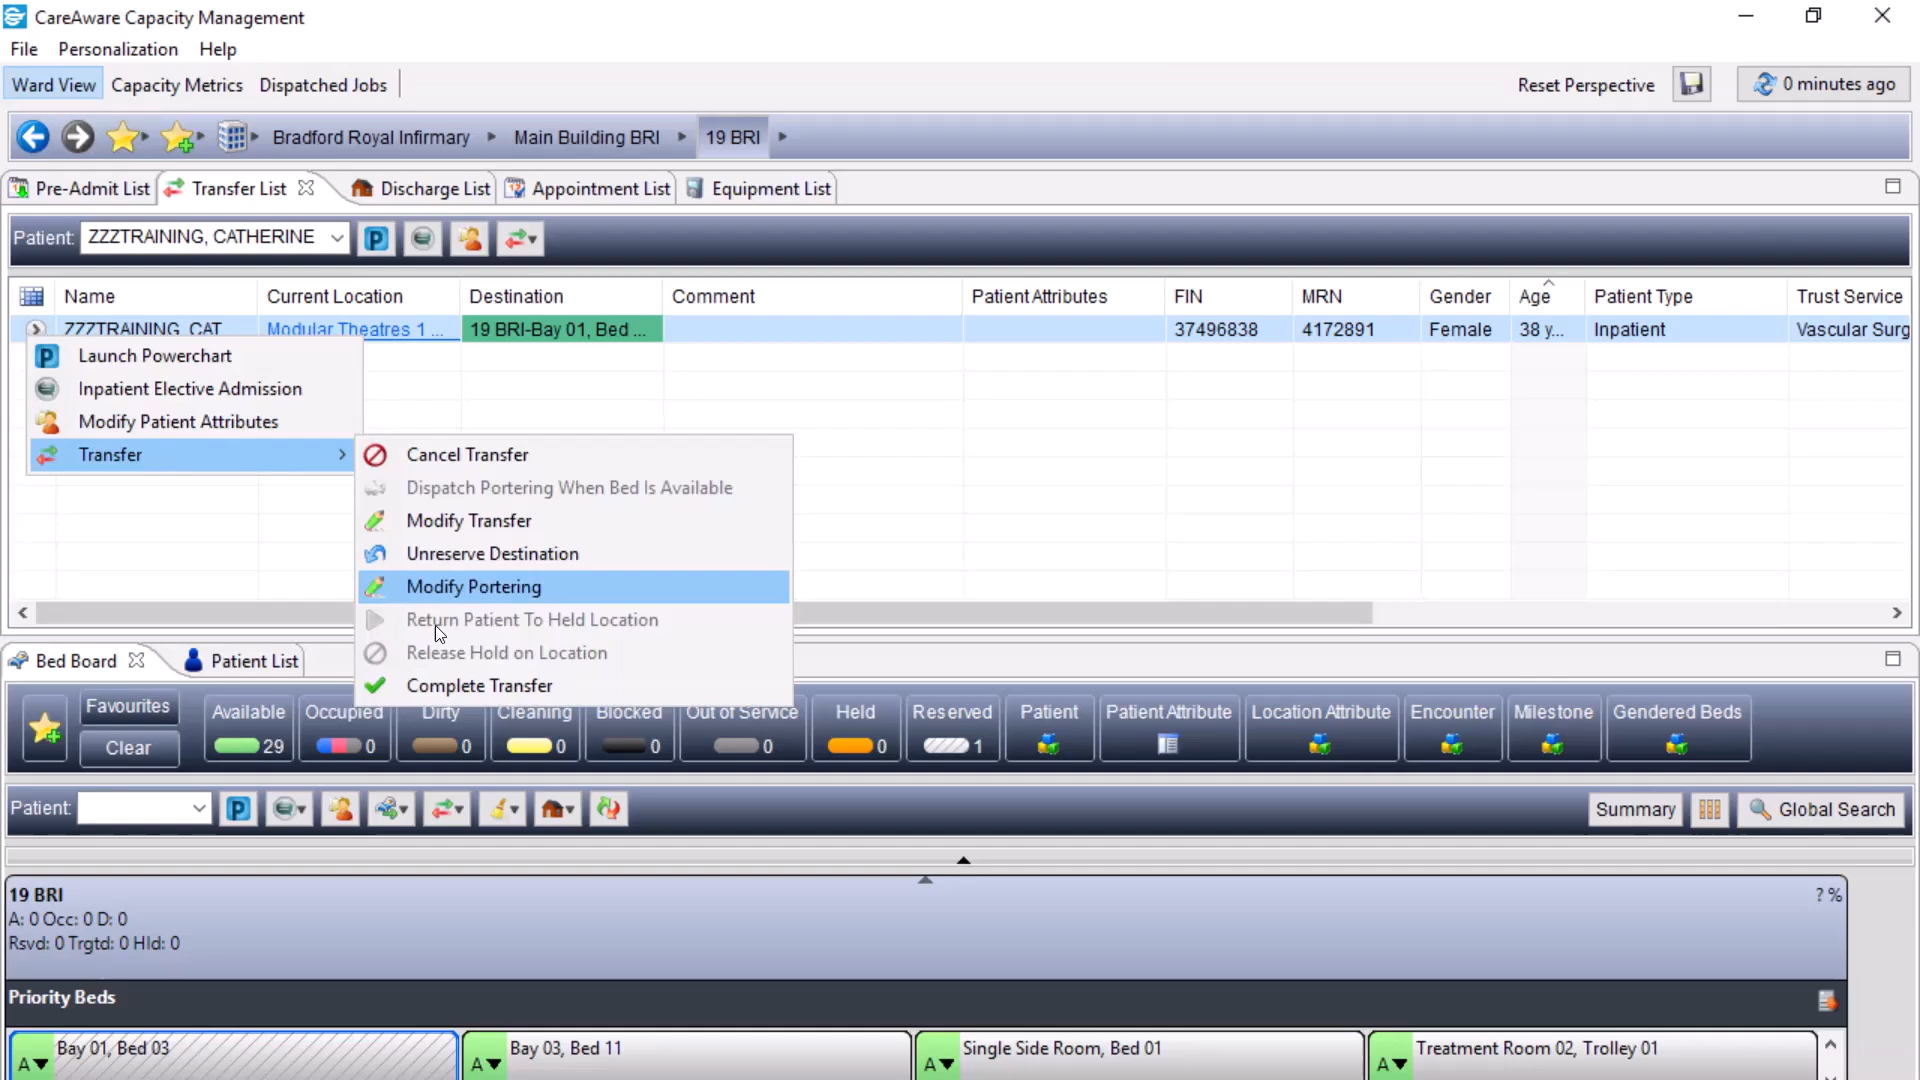 CareAware Capacity Management
File Personalization Help
Ward View Capacity Metrics Dispatched Jobs Reset Perspective 0 minutes ago
Bradford Royal Infirmary Main Building BRI 19 BRI
Pre-Admit List Transfer List Discharge List Appointment List Equipment List
Patient: ZZZTRAINING, CATHERINE
Name Current Location Destination Comment Patient Attributes FIN MRN Gender Age Patient Type Trust Service
ZZZTRAINING, CAT Modular Theatres 1 ... 19 BRI-Bay 01, Bed ... 37496838 4172891 Female 38 y... Inpatient Vascular Surg
Launch Powerchart
Inpatient Elective Admission
Modify Patient Attributes
Transfer
Cancel Transfer
Dispatch Portering When Bed Is Available
Modify Transfer
Unreserve Destination
Modify Portering
Return Patient To Held Location
Release Hold on Location
Complete Transfer
Bed Board Patient List
Favourites Available Occupied Dirty Cleaning Blocked Out of Service Held Reserved Patient Patient Attribute Location Attribute Encounter Milestone Gendered Beds
Clear 29 0 0 0 0 0 0 1
Patient: Summary Global Search
19 BRI ? %
A: 0 Occ: 0 D: 0
Rsvd: 0 Trgtd: 0 Hld: 0
Priority Beds
A Bay 01, Bed 03 A Bay 03, Bed 11 A Single Side Room, Bed 01 A Treatment Room 02, Trolley 01